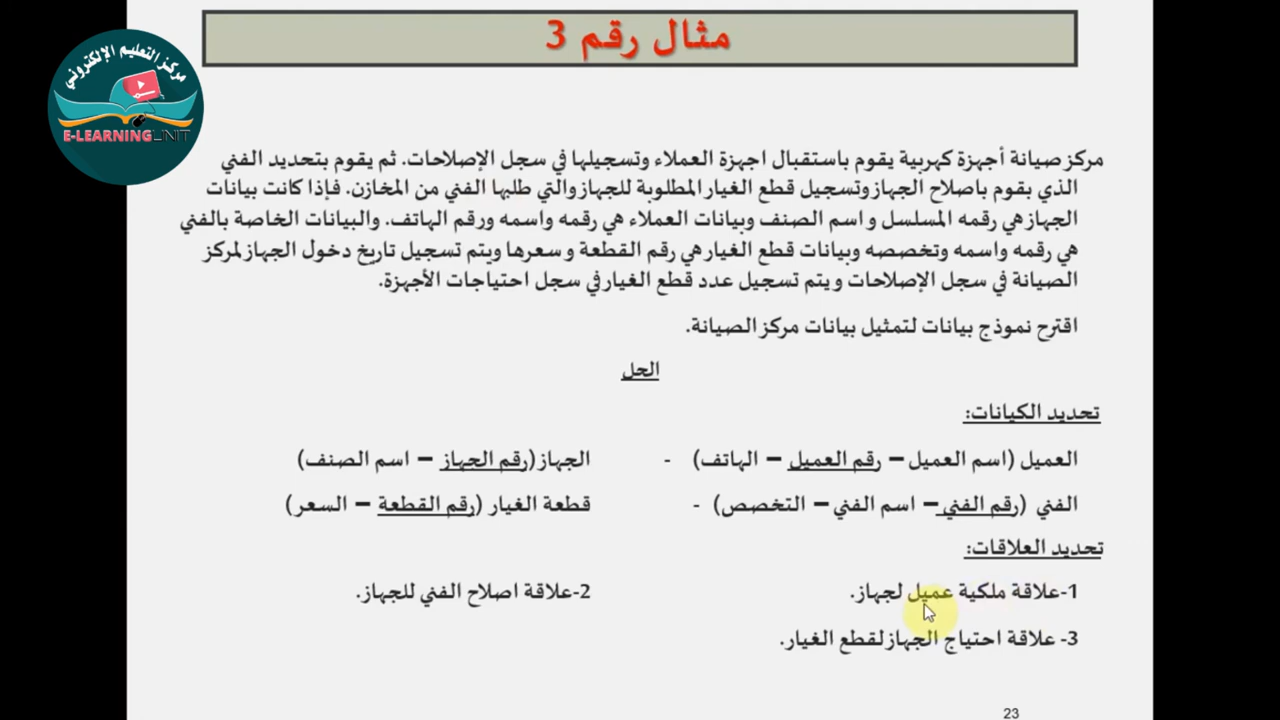 مثال رقم 3
مركز التعليم الإلكتروني
E-LEARNING UNIT
مركز صيانة أجهزة كهربية يقوم باستقبال اجهزة العملاء وتسجيلها في سجل الإصلاحات. ثم يقوم بتحديد الفني
الذي بقوم باصلاح الجهاز وتسجيل قطع الغيار المطلوبة للجهاز والتي طلبها الفني من المخازن. فإذا كانت بيانات
الجهاز هي رقمه المسلسل و اسم الصنف وبيانات العملاء هي رقمه واسمه ورقم الهاتف. والبيانات الخاصة بالفني
هي رقمه واسمه وتخصصه وبيانات قطع الغيار هي رقم القطعة و سعرها ويتم تسجيل تاريخ دخول الجهاز لمركز
الصيانة في سجل الإصلاحات ويتم تسجيل عدد قطع الغيار في سجل احتياجات الأجهزة.
اقترح نموذج بيانات لتمثيل بيانات مركز الصيانة.
الحل
تحديد الكيانات:
العميل (اسم العميل – رقم العميل – الهاتف) - الجهاز (رقم الجهاز – اسم الصنف)
الفني (رقم الفني – اسم الفني – التخصص) - قطعة الغيار (رقم القطعة – السعر)
تحديد العلاقات:
1-علاقة ملكية عميل لجهاز. 2-علاقة اصلاح الفني للجهاز.
3- علاقة احتياج الجهاز لقطع الغيار.
23